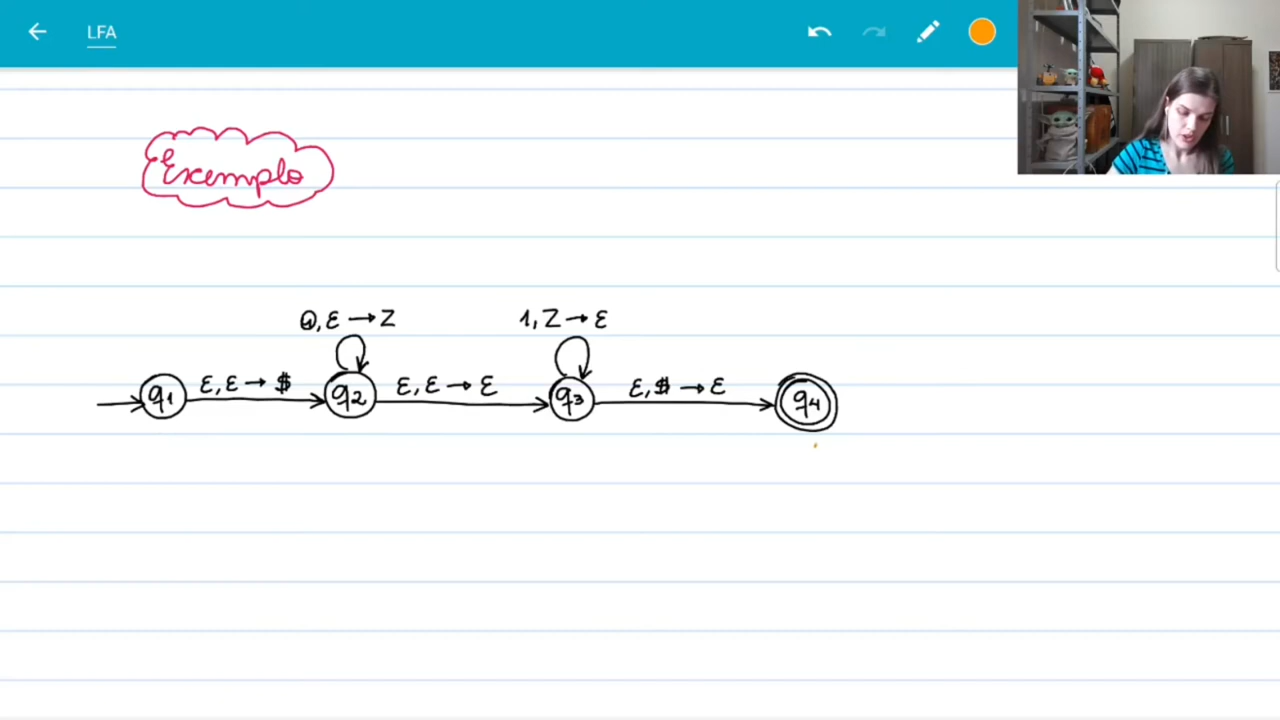 LFA
Exemplo
0, ε → Z
1, Z → ε
q1
ε, ε → $
q2
ε, ε → ε
q3
ε, $ → ε
q4